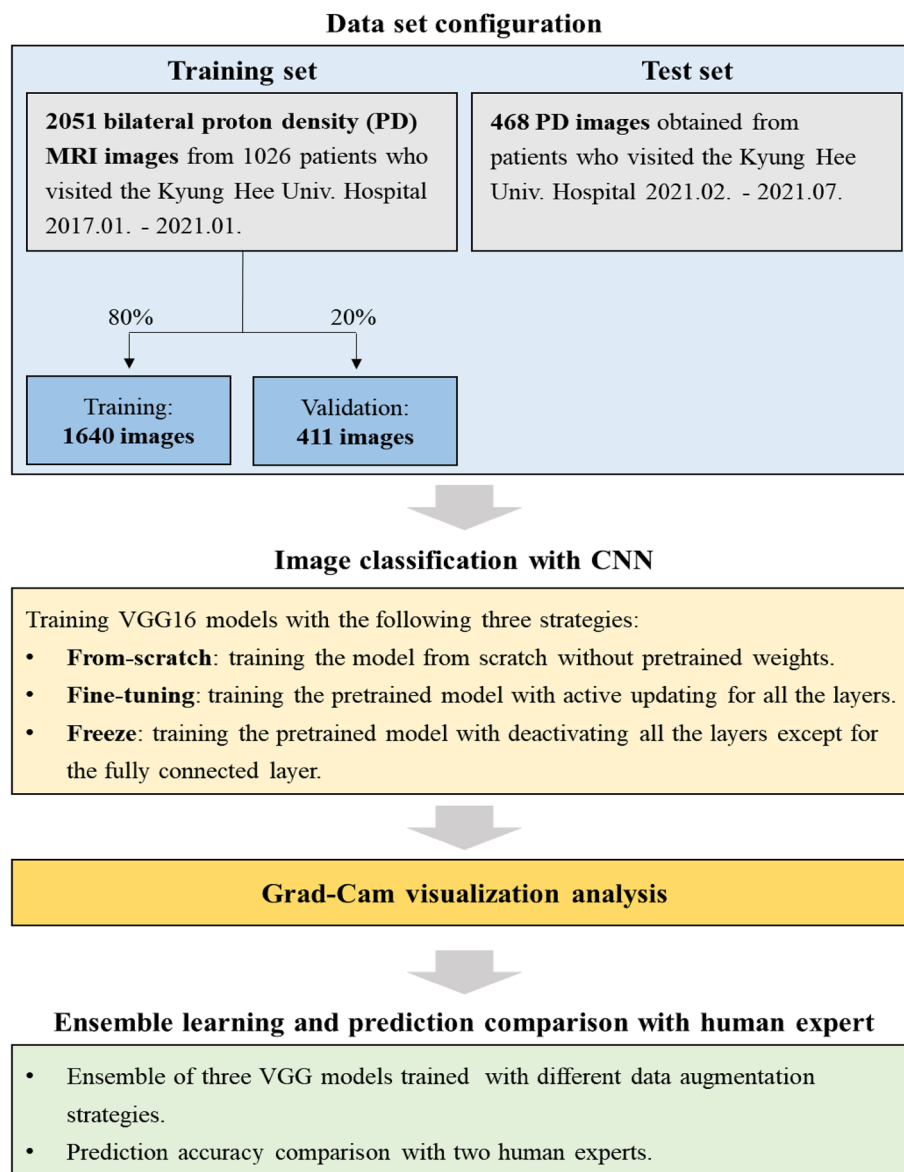 Data set configuration
Training set
2051 bilateral proton density (PD)
MRI images from 1026 patients who
visited the Kyung Hee Univ. Hospital
2017.01. - 2021.01.
Test set
468 PD images obtained from
patients who visited the Kyung Hee
Univ. Hospital 2021.02. - 2021.07.
80%
20%
Training:
1640 images
Validation:
411 images
Image classification with CNN
Training VGG16 models with the following three strategies:
• From-scratch: training the model from scratch without pretrained weights.
• Fine-tuning: training the pretrained model with active updating for all the layers.
• Freeze: training the pretrained model with deactivating all the layers except for
the fully connected layer.
Grad-Cam visualization analysis
Ensemble learning and prediction comparison with human expert
• Ensemble of three VGG models trained with different data augmentation
strategies.
• Prediction accuracy comparison with two human experts.